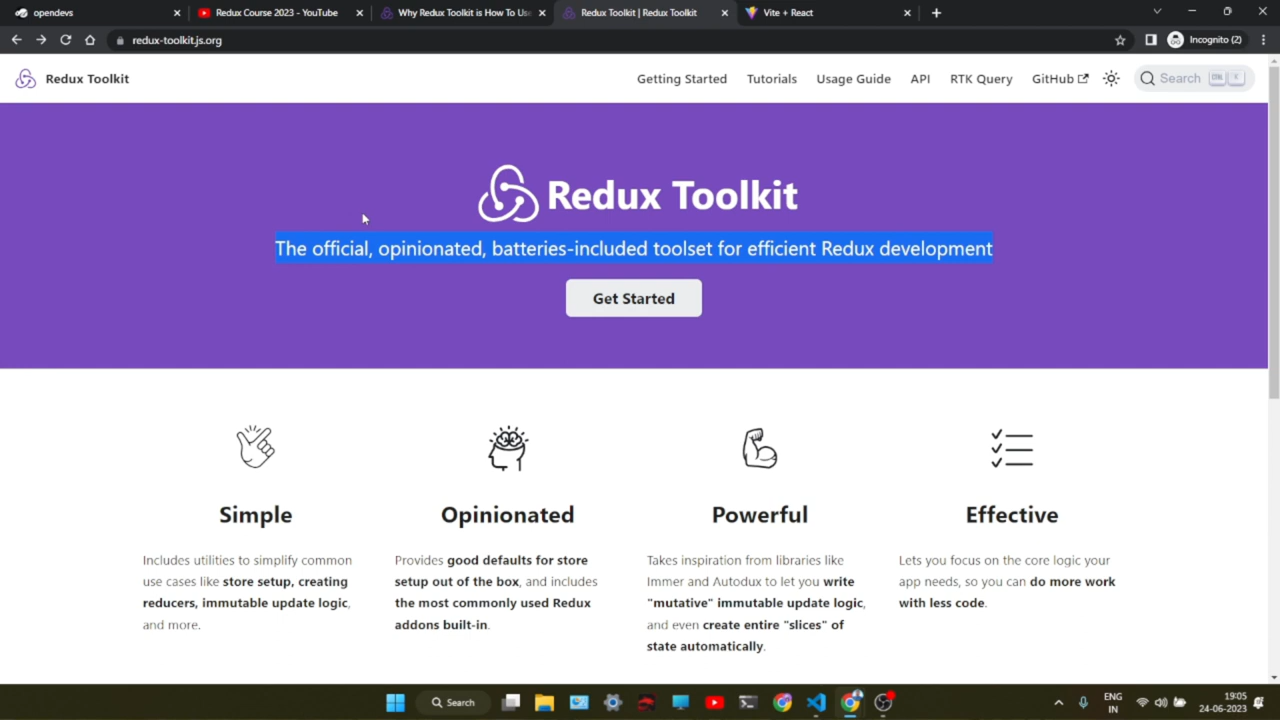 opendevs
Redux Course 2023 - YouTube
Why Redux Toolkit is How To Use
Redux Toolkit | Redux Toolkit
Vite + React
redux-toolkit.js.org
Incognito (2)
Redux Toolkit
Getting Started
Tutorials
Usage Guide
API
RTK Query
GitHub
Search
Redux Toolkit
The official, opinionated, batteries-included toolset for efficient Redux development
Get Started
Simple
Includes utilities to simplify common
use cases like store setup, creating
reducers, immutable update logic,
and more.
Opinionated
Provides good defaults for store
setup out of the box, and includes
the most commonly used Redux
addons built-in.
Powerful
Takes inspiration from libraries like
Immer and Autodux to let you write
"mutative" immutable update logic,
and even create entire "slices" of
state automatically.
Effective
Lets you focus on the core logic your
app needs, so you can do more work
with less code.
Search
ENG
IN
19:05
24-06-2023